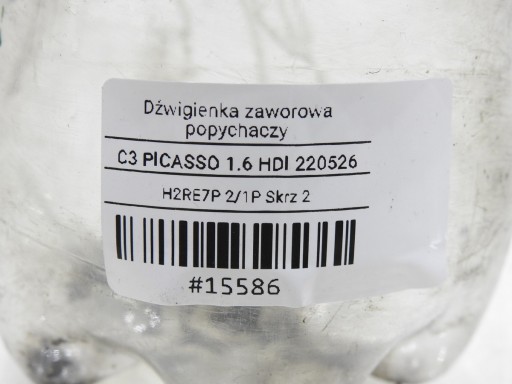 Dźwigienka zaworowa
popychaczy
C3 PICASSO 1.6 HDI 220526
H2RE7P 2/1P Skrz 2
#15586